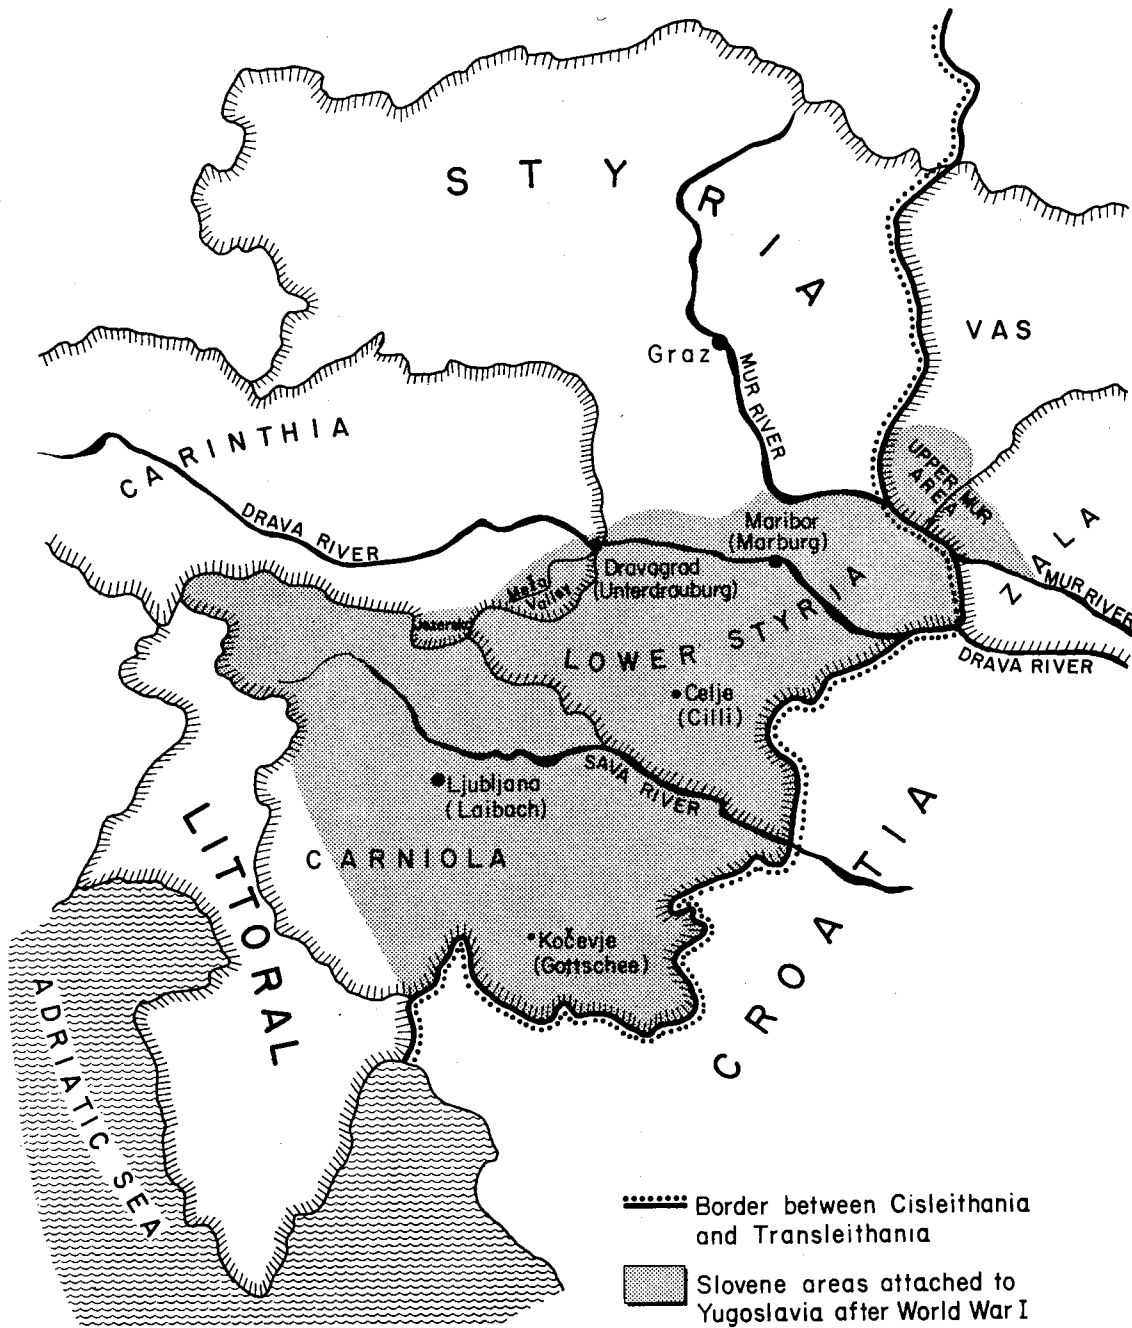 STYRIA
VAS
Graz
MUR RIVER
CARINTHIA
UPPER MUR
AREA
DRAVA RIVER
Maribor
(Marburg)
ZALA
Dravograd
(Unterdrauburg)
Meža
Valley
MUR RIVER
Jezersko
LOWER STYRIA
DRAVA RIVER
Celje
(Cilli)
SAVA RIVER
Ljubljana
(Laibach)
LITTORAL
CARNIOLA
CROATIA
Kočevje
(Gottschee)
ADRIATIC SEA
Border between Cisleithania
and Transleithania
Slovene areas attached to
Yugoslavia after World War I